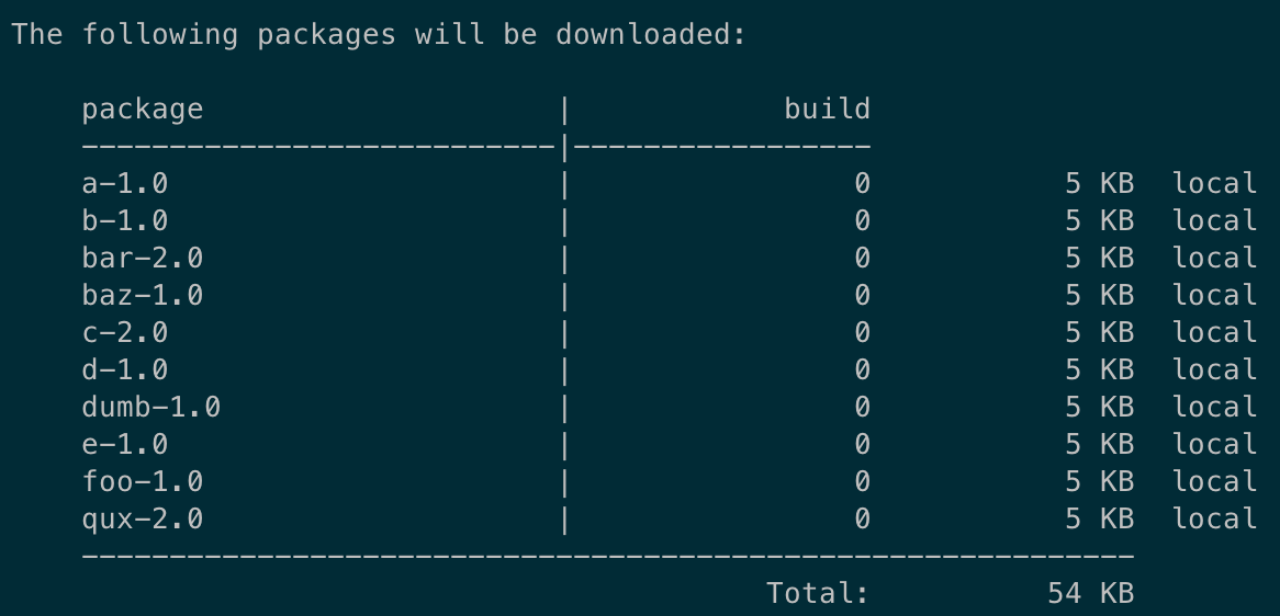 The following packages will be downloaded:
package | build
---------------------------|-----------------
a-1.0 | 0 5 KB local
b-1.0 | 0 5 KB local
bar-2.0 | 0 5 KB local
baz-1.0 | 0 5 KB local
c-2.0 | 0 5 KB local
d-1.0 | 0 5 KB local
dumb-1.0 | 0 5 KB local
e-1.0 | 0 5 KB local
foo-1.0 | 0 5 KB local
qux-2.0 | 0 5 KB local
------------------------------------------------------------
Total: 54 KB